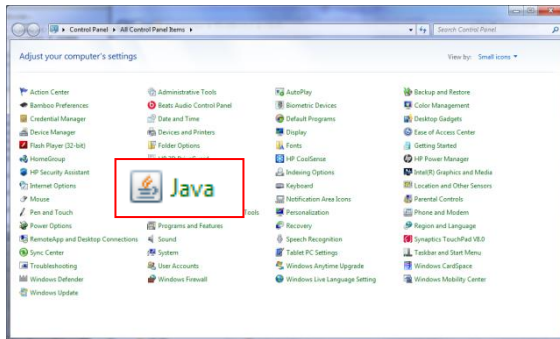 Control Panel ▸ All Control Panel Items ▸
Search Control Panel
Adjust your computer's settings
View by: Small icons
Action Center
Administrative Tools
AutoPlay
Backup and Restore
Bamboo Preferences
Beats Audio Control Panel
Biometric Devices
Color Management
Credential Manager
Date and Time
Default Programs
Desktop Gadgets
Device Manager
Devices and Printers
Display
Ease of Access Center
Flash Player (32-bit)
Folder Options
Fonts
Getting Started
HomeGroup
HP CoolSense
HP Power Manager
HP Security Assistant
Java
Indexing Options
Intel(R) Graphics and Media
Internet Options
Keyboard
Location and Other Sensors
Mouse
Notification Area Icons
Parental Controls
Pen and Touch
Tools
Personalization
Phone and Modem
Power Options
Programs and Features
Recovery
Region and Language
RemoteApp and Desktop Connections
Sound
Speech Recognition
Synaptics TouchPad V8.0
Sync Center
System
Tablet PC Settings
Taskbar and Start Menu
Troubleshooting
User Accounts
Windows Anytime Upgrade
Windows CardSpace
Windows Defender
Windows Firewall
Windows Live Language Setting
Windows Mobility Center
Windows Update